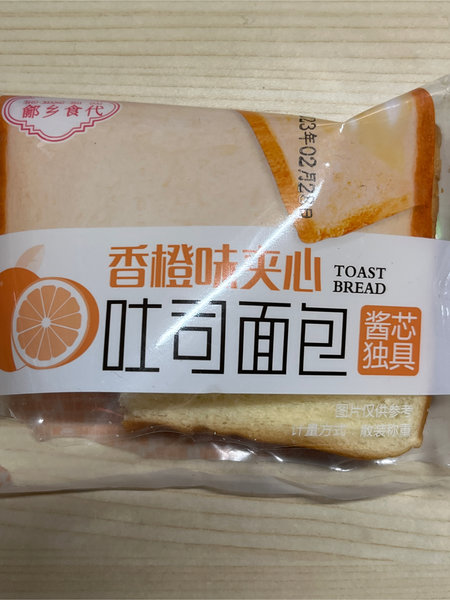 鄃乡食代
23年02月28日
香橙味夹心
TOAST
BREAD
吐司面包
酱芯
独具
图片仅供参考
计量方式：散装称重